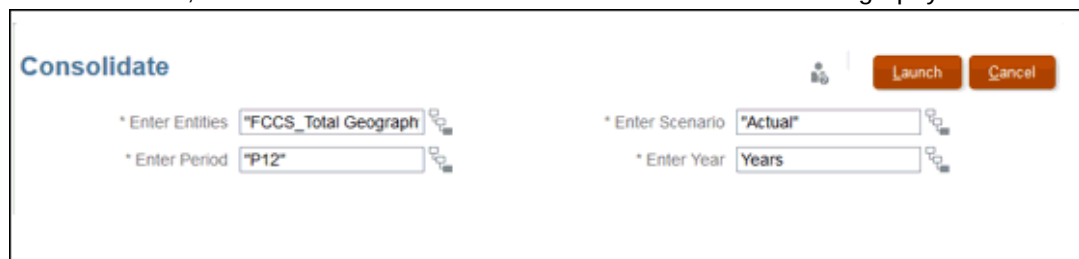 Consolidate
Launch Cancel
* Enter Entities "FCCS_Total Geograph * Enter Scenario "Actual"
* Enter Period "P12" * Enter Year Years